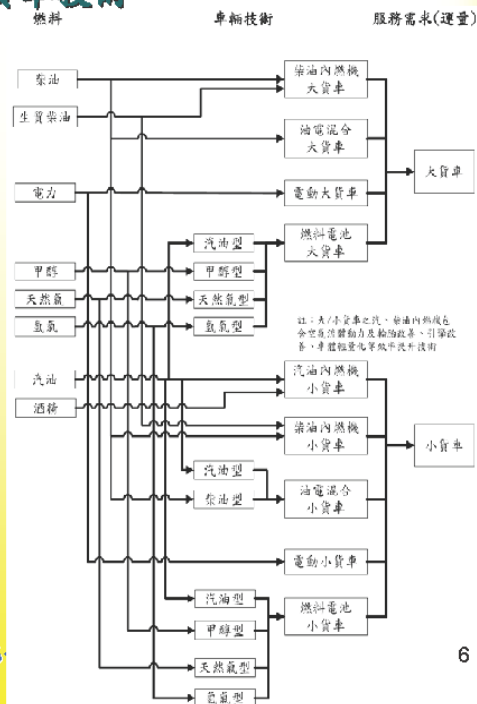 燃料 車輛技術 服務需求(運量)
柴油
生質柴油
電力
甲醇
天然氣
氫氣
汽油
酒精
柴油內燃機
大貨車
油電混合
大貨車
電動大貨車
燃料電池
大貨車
汽油型
甲醇型
天然氣型
氫氣型
大貨車
註：大/小貨車之汽、柴油內燃機包
含空氣流體動力及輪胎改善、引擎改
善、車體輕量化等效率提升技術
汽油內燃機
小貨車
柴油內燃機
小貨車
汽油型
柴油型
油電混合
小貨車
電動小貨車
汽油型
甲醇型
天然氣型
氫氣型
燃料電池
小貨車
小貨車
6